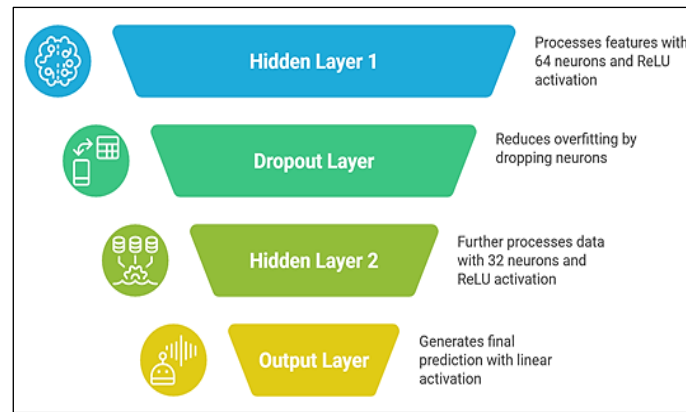 Hidden Layer 1
Processes features with
64 neurons and ReLU
activation
Dropout Layer
Reduces overfitting by
dropping neurons
Hidden Layer 2
Further processes data
with 32 neurons and
ReLU activation
Output Layer
Generates final
prediction with linear
activation